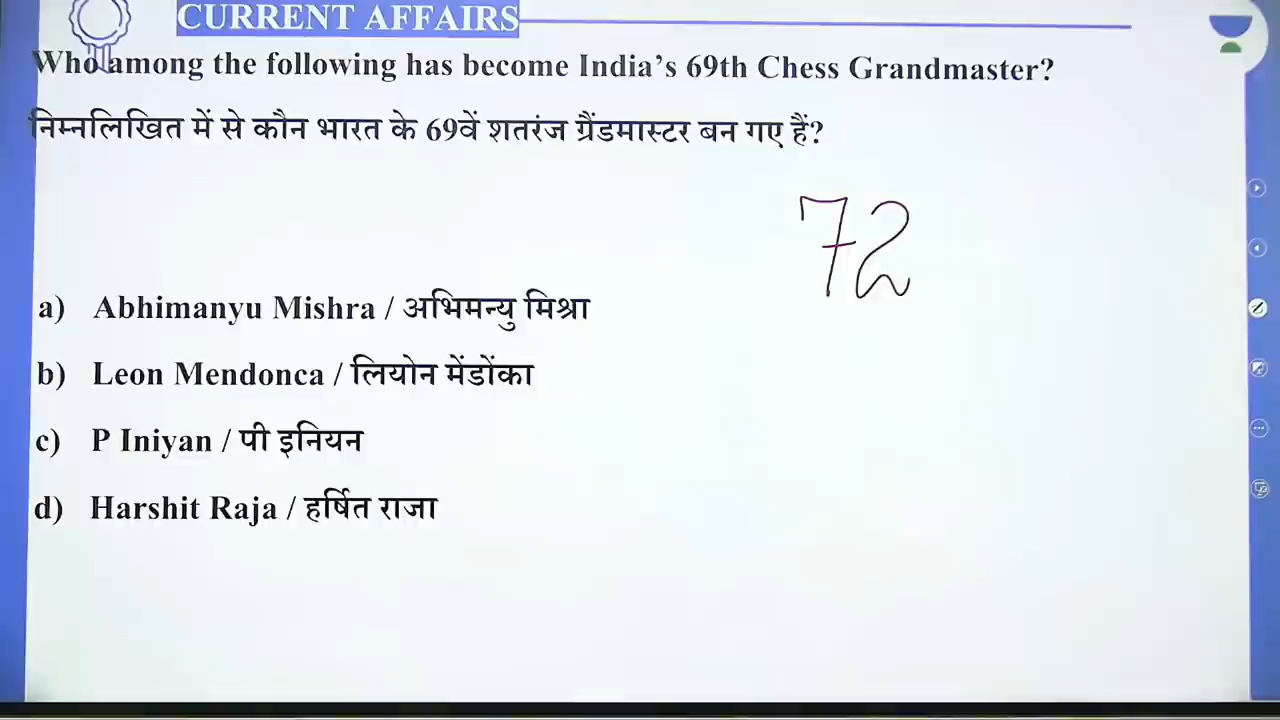 CURRENT AFFAIRS
Who among the following has become India's 69th Chess Grandmaster?
निम्नलिखित में से कौन भारत के 69वें शतरंज ग्रैंडमास्टर बन गए हैं?
72
a) Abhimanyu Mishra / अभिमन्यु मिश्रा
b) Leon Mendonca / लियोन मेंडोंका
c) P Iniyan / पी इनियन
d) Harshit Raja / हर्षित राजा